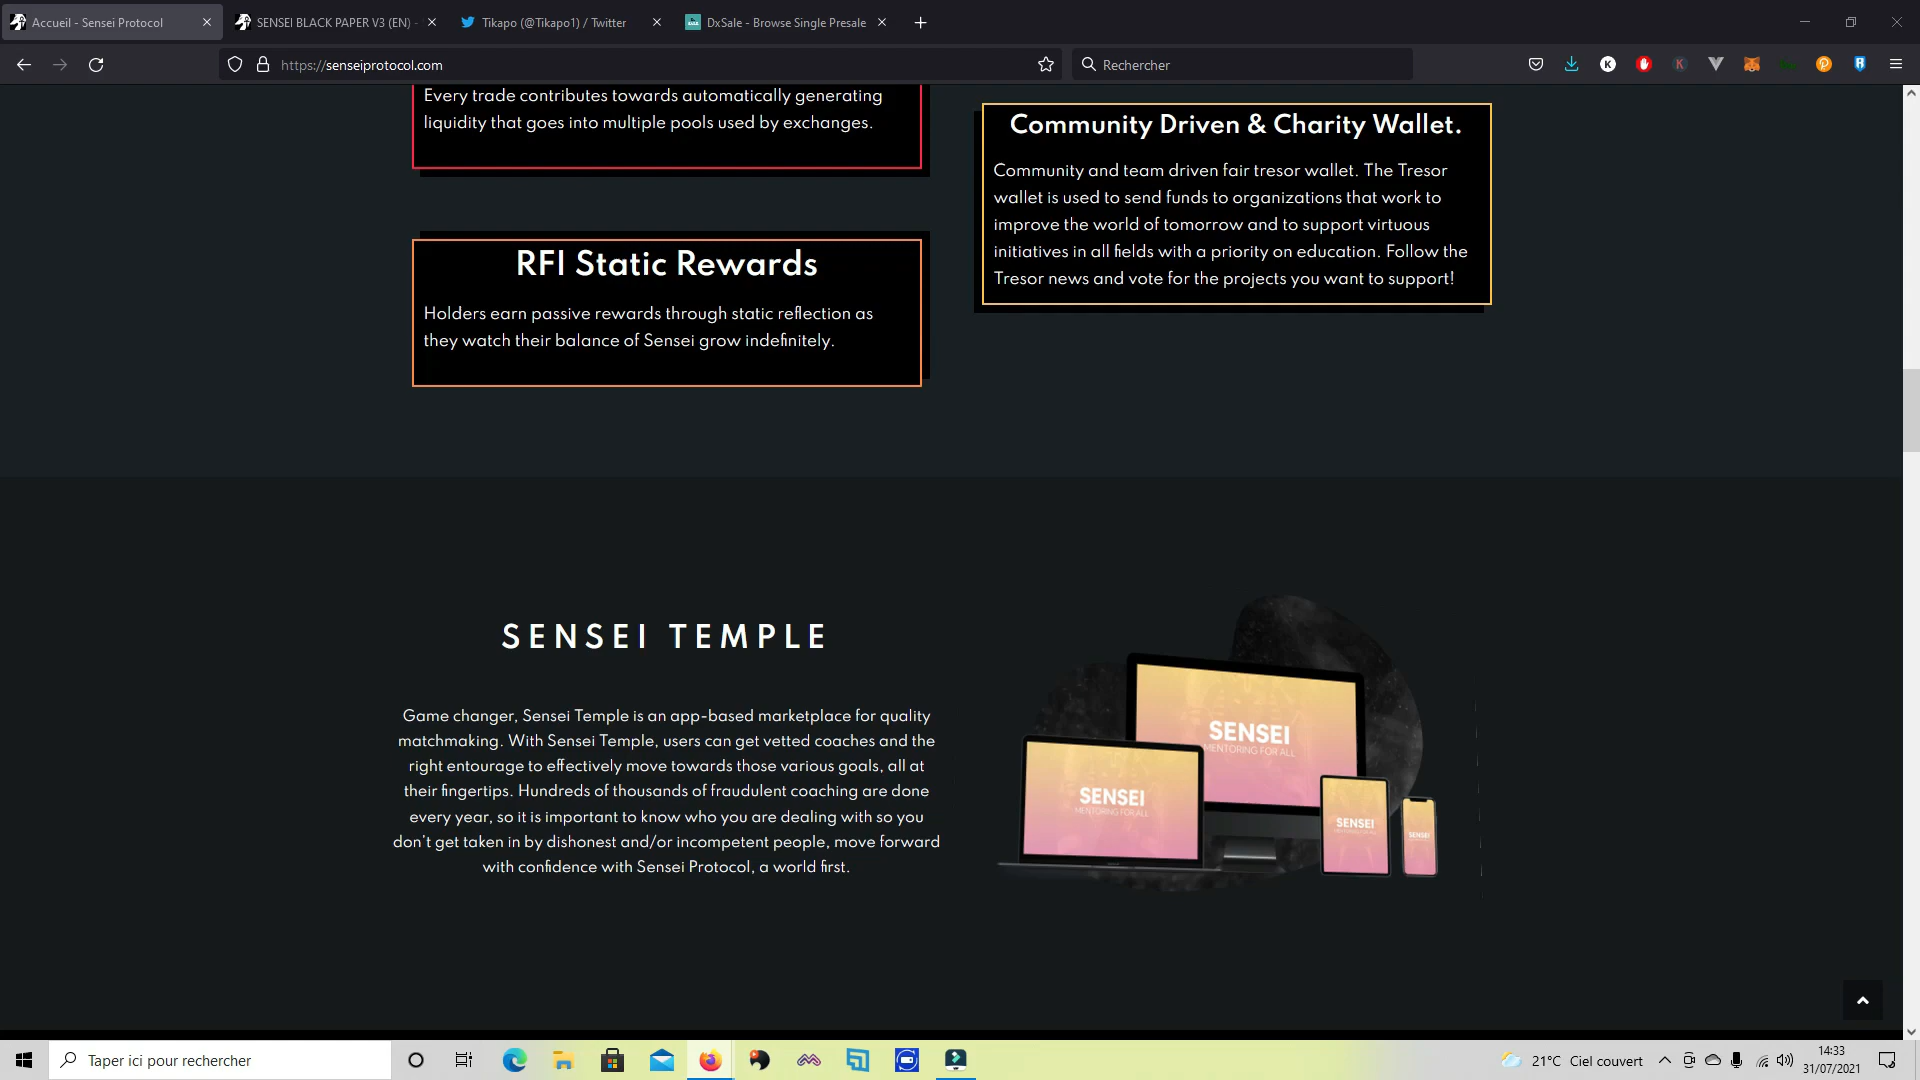 Accueil - Sensei Protocol
SENSEI BLACK PAPER V3 (EN) -
Tikapo (@Tikapo1) / Twitter
DxSale - Browse Single Presale
https://senseiprotocol.com
Rechercher
Every trade contributes towards automatically generating
liquidity that goes into multiple pools used by exchanges.
RFI Static Rewards
Holders earn passive rewards through static reflection as
they watch their balance of Sensei grow indefinitely.
Community Driven & Charity Wallet.
Community and team driven fair tresor wallet. The Tresor
wallet is used to send funds to organizations that work to
improve the world of tomorrow and to support virtuous
initiatives in all fields with a priority on education. Follow the
Tresor news and vote for the projects you want to support!
SENSEI TEMPLE
Game changer, Sensei Temple is an app-based marketplace for quality
matchmaking. With Sensei Temple, users can get vetted coaches and the
right entourage to effectively move towards those various goals, all at
their fingertips. Hundreds of thousands of fraudulent coaching are done
every year, so it is important to know who you are dealing with so you
don't get taken in by dishonest and/or incompetent people, move forward
with confidence with Sensei Protocol, a world first.
SENSEI
MENTORING FOR ALL
SENSEI
MENTORING FOR ALL
SENSEI
SENSEI
Taper ici pour rechercher
21°C Ciel couvert
14:33
31/07/2021